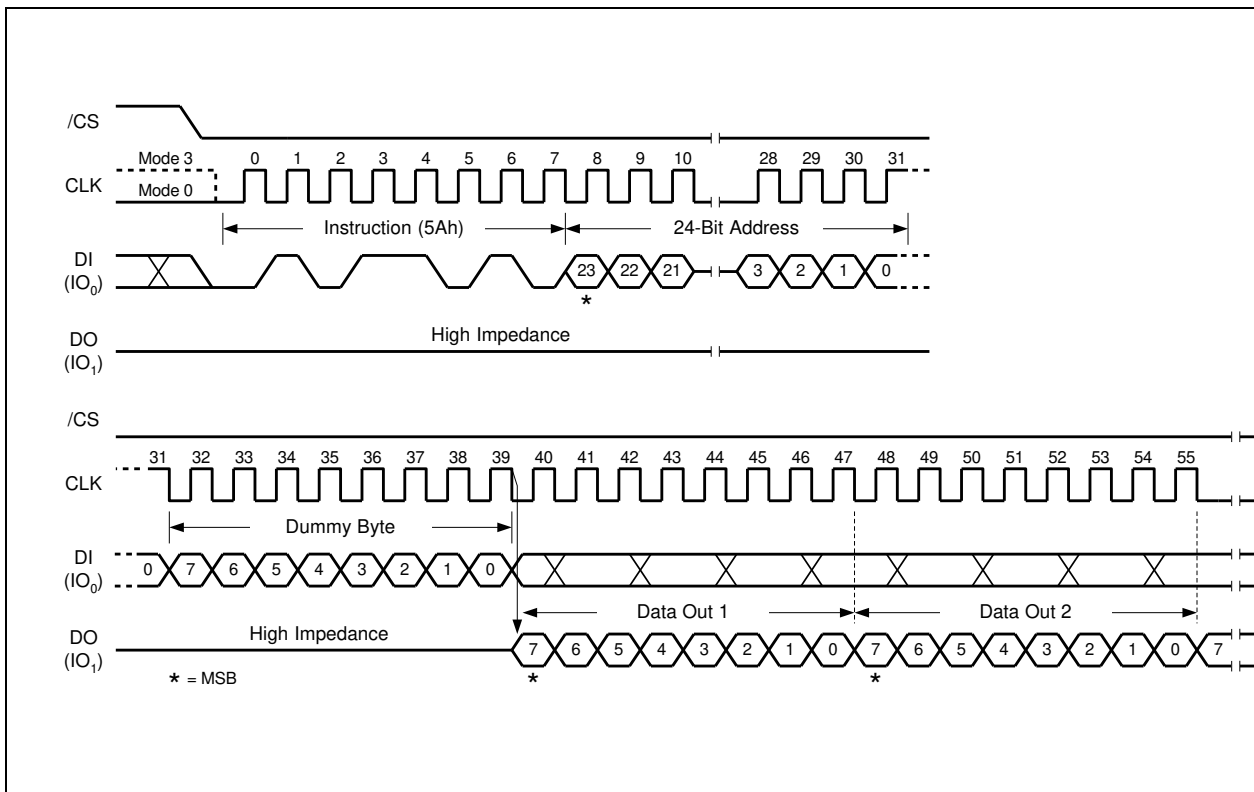 /CS
Mode 3 0 1 2 3 4 5 6 7 8 9 10 28 29 30 31
CLK Mode 0
Instruction (5Ah) 24-Bit Address
DI
(IO0) 23 22 21 3 2 1 0
*
High Impedance
DO
(IO1)
/CS
31 32 33 34 35 36 37 38 39 40 41 42 43 44 45 46 47 48 49 50 51 52 53 54 55
CLK
Dummy Byte
DI
(IO0) 0 7 6 5 4 3 2 1 0
Data Out 1 Data Out 2
High Impedance
DO
(IO1) 7 6 5 4 3 2 1 0 7 6 5 4 3 2 1 0 7
* = MSB * *